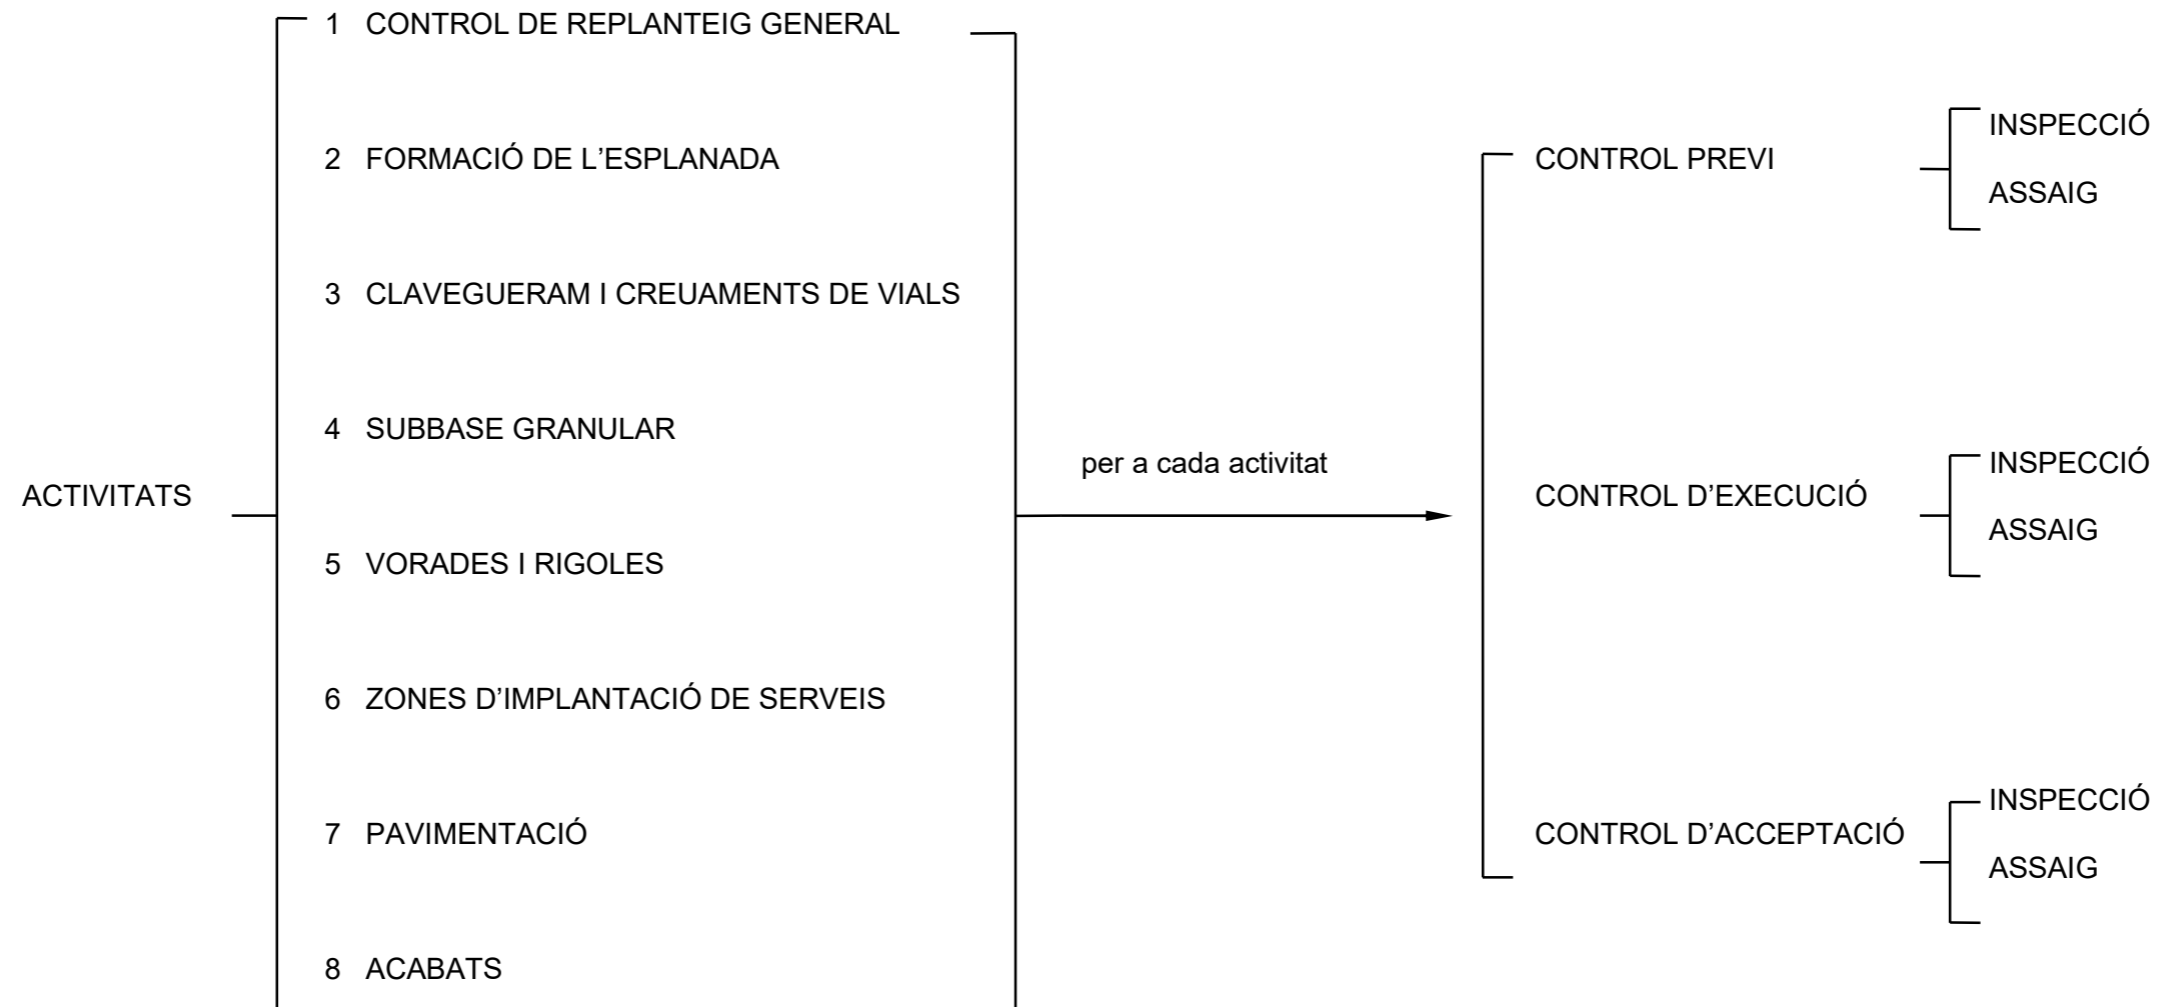 1 CONTROL DE REPLANTEIG GENERAL
2 FORMACIÓ DE L’ESPLANADA
3 CLAVEGUERAM I CREUAMENTS DE VIALS
4 SUBBASE GRANULAR
ACTIVITATS
5 VORADES I RIGOLES
6 ZONES D’IMPLANTACIÓ DE SERVEIS
7 PAVIMENTACIÓ
8 ACABATS
per a cada activitat
CONTROL PREVI
INSPECCIÓ
ASSAIG
CONTROL D’EXECUCIÓ
INSPECCIÓ
ASSAIG
CONTROL D’ACCEPTACIÓ
INSPECCIÓ
ASSAIG